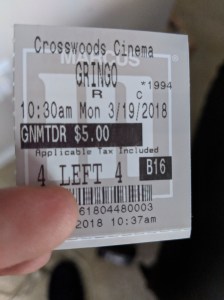 Crosswoods Cinema
MARCUS
GRINGO
R C *1994
10:30am Mon 3/19/2018
GNMTDR $5.00
Applicable Tax Included
4 LEFT 4 B16
61804480003
2018 10:37am